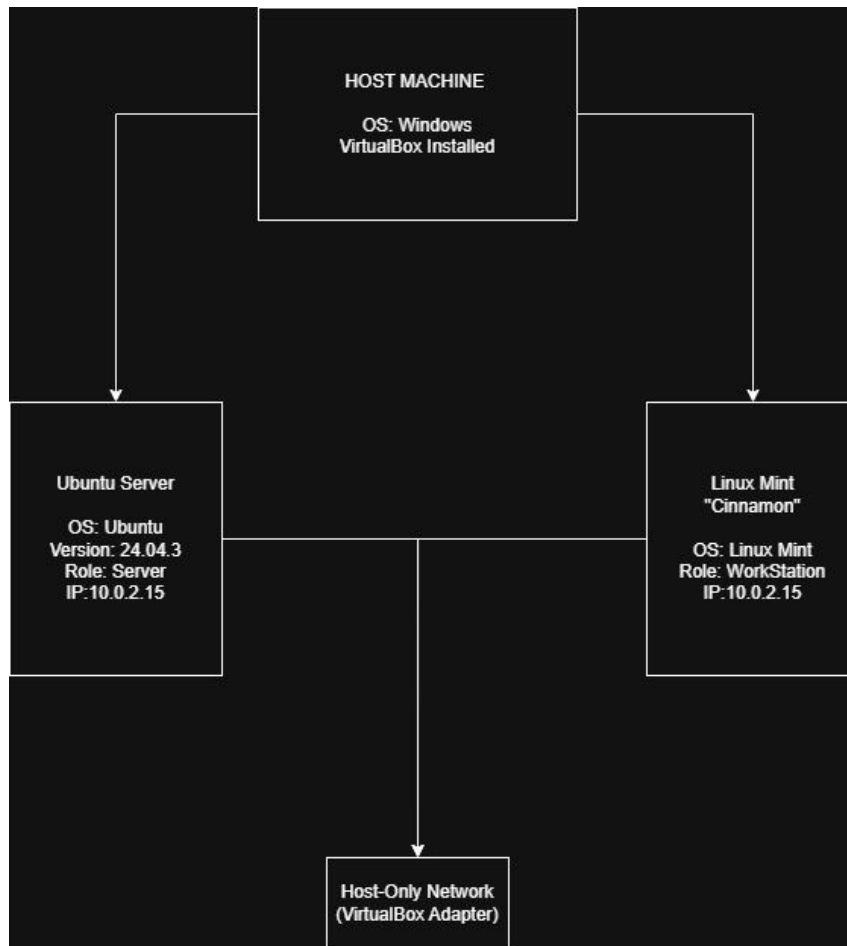 HOST MACHINE
OS: Windows
VirtualBox Installed
Ubuntu Server
OS: Ubuntu
Version: 24.04.3
Role: Server
IP:10.0.2.15
Linux Mint
"Cinnamon"
OS: Linux Mint
Role: WorkStation
IP:10.0.2.15
Host-Only Network
(VirtualBox Adapter)